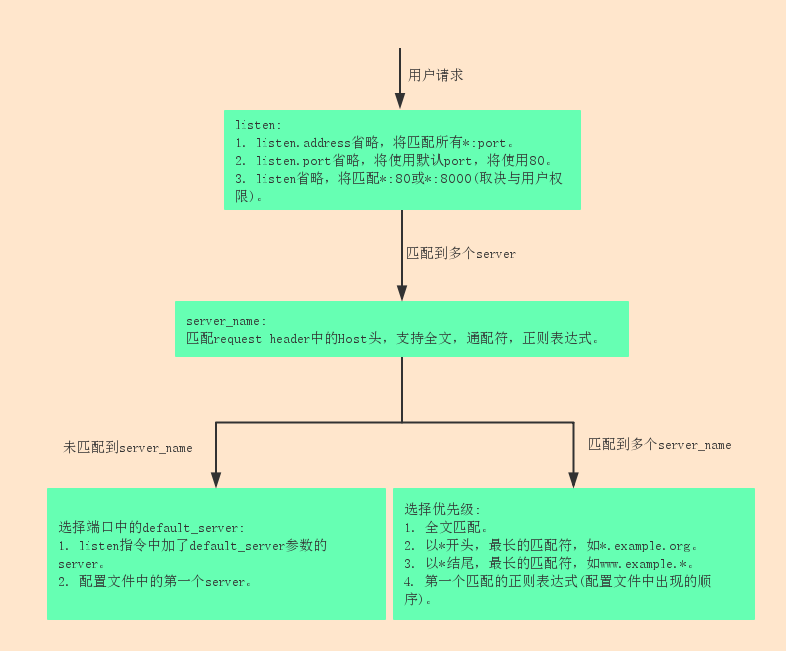 用户请求
listen:
1. listen.address省略，将匹配所有*:port。
2. listen.port省略，将使用默认port，将使用80。
3. listen省略，将匹配*:80或*:8000(取决与用户权
限)。
匹配到多个server
server_name:
匹配request header中的Host头，支持全文，通配符，正则表达式。
未匹配到server_name
匹配到多个server_name
选择端口中的default_server:
1. listen指令中加了default_server参数的
server。
2. 配置文件中的第一个server。
选择优先级:
1. 全文匹配。
2. 以*开头，最长的匹配符，如*.example.org。
3. 以*结尾，最长的匹配符，如www.example.*。
4. 第一个匹配的正则表达式(配置文件中出现的顺
序)。